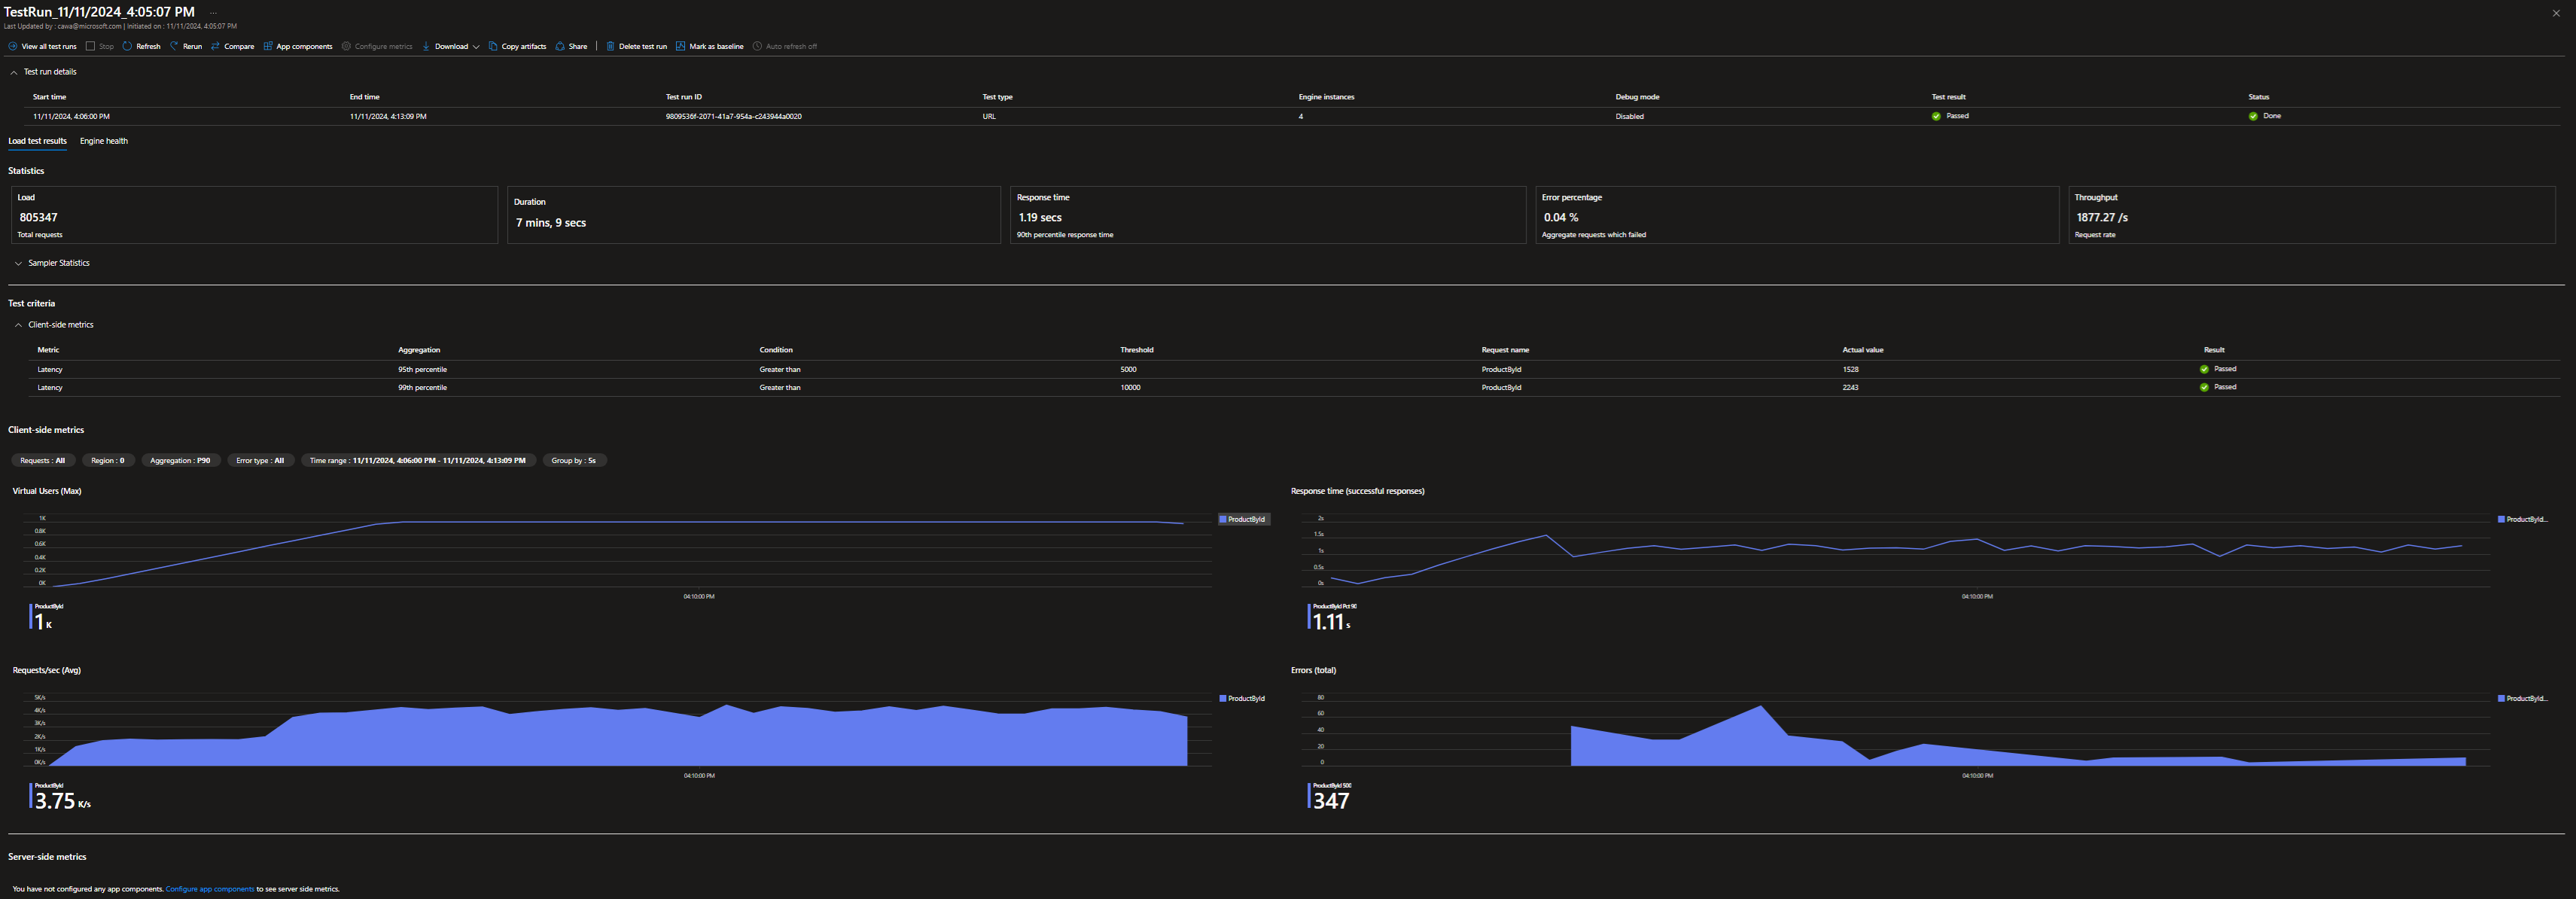 TestRun_11/11/2024_4:05:07 PM ...
Last Updated by : cawa@microsoft.com | Initiated on : 11/11/2024, 4:05:07 PM
View all test runs Stop Refresh Rerun Compare App components Configure metrics Download Copy artifacts Share Delete test run Mark as baseline Auto refresh off
Test run details
Start time End time Test run ID Test type Engine instances Debug mode Test result Status
11/11/2024, 4:06:00 PM 11/11/2024, 4:13:09 PM 9809536f-2071-41a7-954a-c243944a0020 URL 4 Disabled Passed Done
Load test results Engine health
Statistics
Load
805347
Total requests
Duration
7 mins, 9 secs
Response time
1.19 secs
90th percentile response time
Error percentage
0.04 %
Aggregate requests which failed
Throughput
1877.27 /s
Request rate
Sampler Statistics
Test criteria
Client-side metrics
Metric Aggregation Condition Threshold Request name Actual value Result
Latency 95th percentile Greater than 5000 ProductById 1528 Passed
Latency 99th percentile Greater than 10000 ProductById 2243 Passed
Client-side metrics
Requests : All Region : 0 Aggregation : P90 Error type : All Time range : 11/11/2024, 4:06:00 PM - 11/11/2024, 4:13:09 PM Group by : 5s
Virtual Users (Max)
1K
0.8K
0.6K
0.4K
0.2K
0K
04:10:00 PM
ProductById
ProductById
1 K
Response time (successful responses)
2s
1.5s
1s
0.5s
0s
04:10:00 PM
ProductById...
ProductById Pct 90
1.11 s
Requests/sec (Avg)
5K/s
4K/s
3K/s
2K/s
1K/s
0K/s
04:10:00 PM
ProductById
ProductById
3.75 K/s
Errors (total)
80
60
40
20
0
04:10:00 PM
ProductById...
ProductById 500
347
Server-side metrics
You have not configured any app components. Configure app components to see server side metrics.